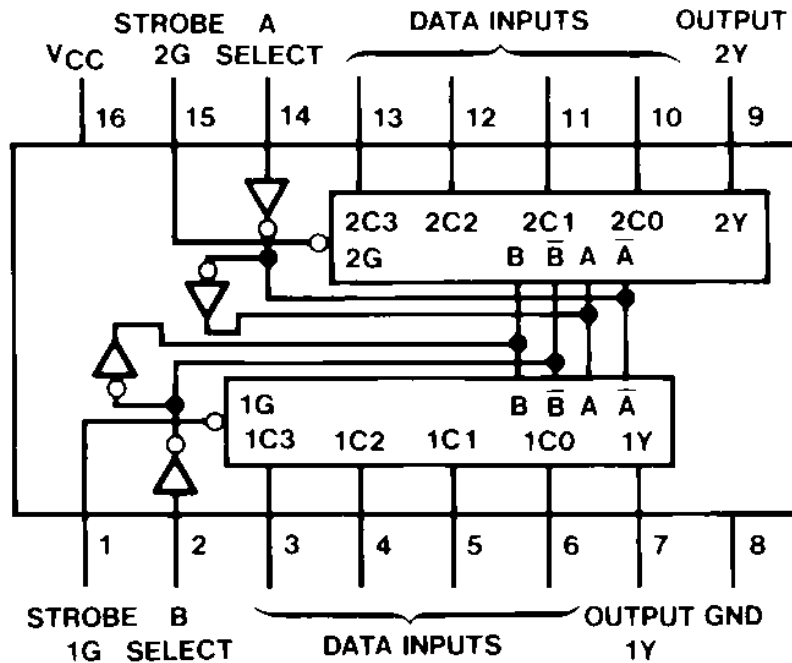 STROBE A DATA INPUTS OUTPUT
VCC 2G SELECT 2Y
16 15 14 13 12 11 10 9
2C3 2C2 2C1 2C0 2Y
2G B B̅ A A̅
1G B B̅ A A̅
1C3 1C2 1C1 1C0 1Y
1 2 3 4 5 6 7 8
STROBE B OUTPUT GND
1G SELECT DATA INPUTS 1Y